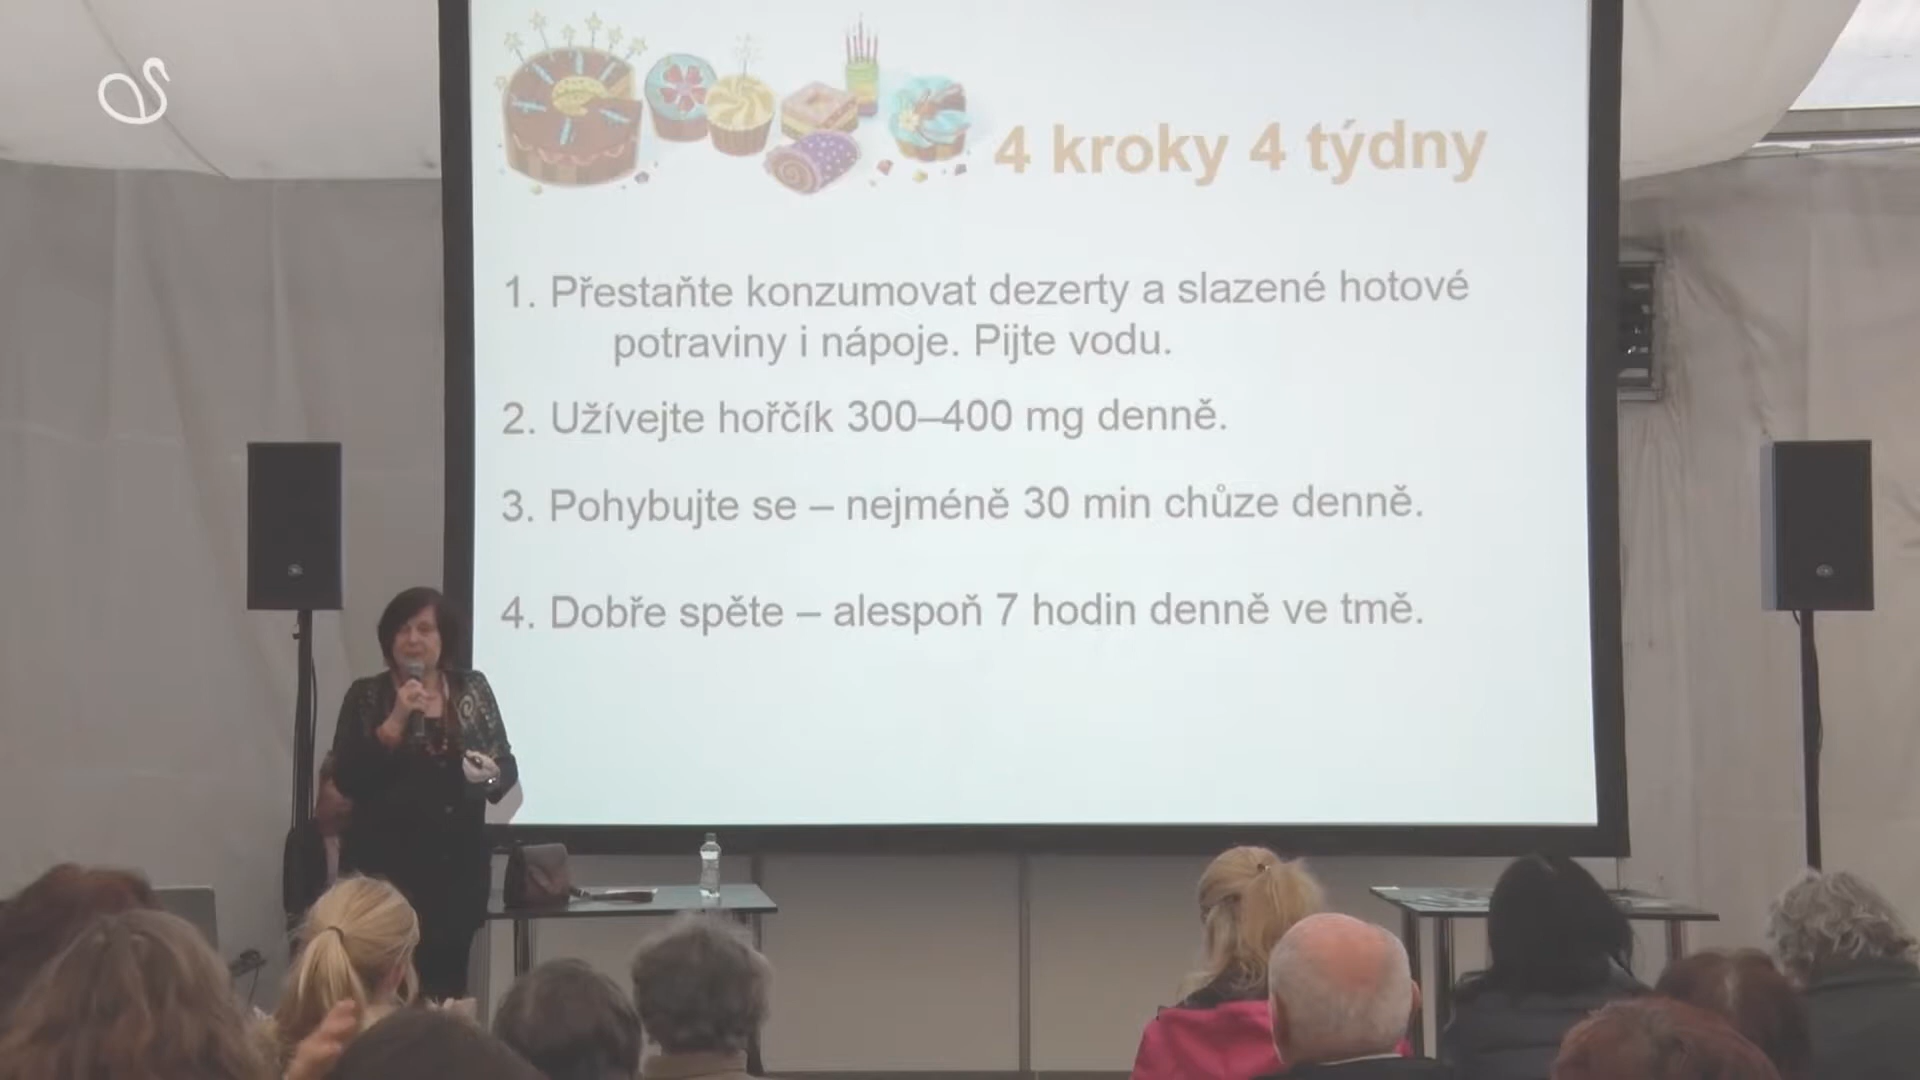 4 kroky 4 týdny
1. Přestaňte konzumovat dezerty a slazené hotové
potraviny i nápoje. Pijte vodu.
2. Užívejte hořčík 300–400 mg denně.
3. Pohybujte se – nejméně 30 min chůze denně.
4. Dobře spěte – alespoň 7 hodin denně ve tmě.